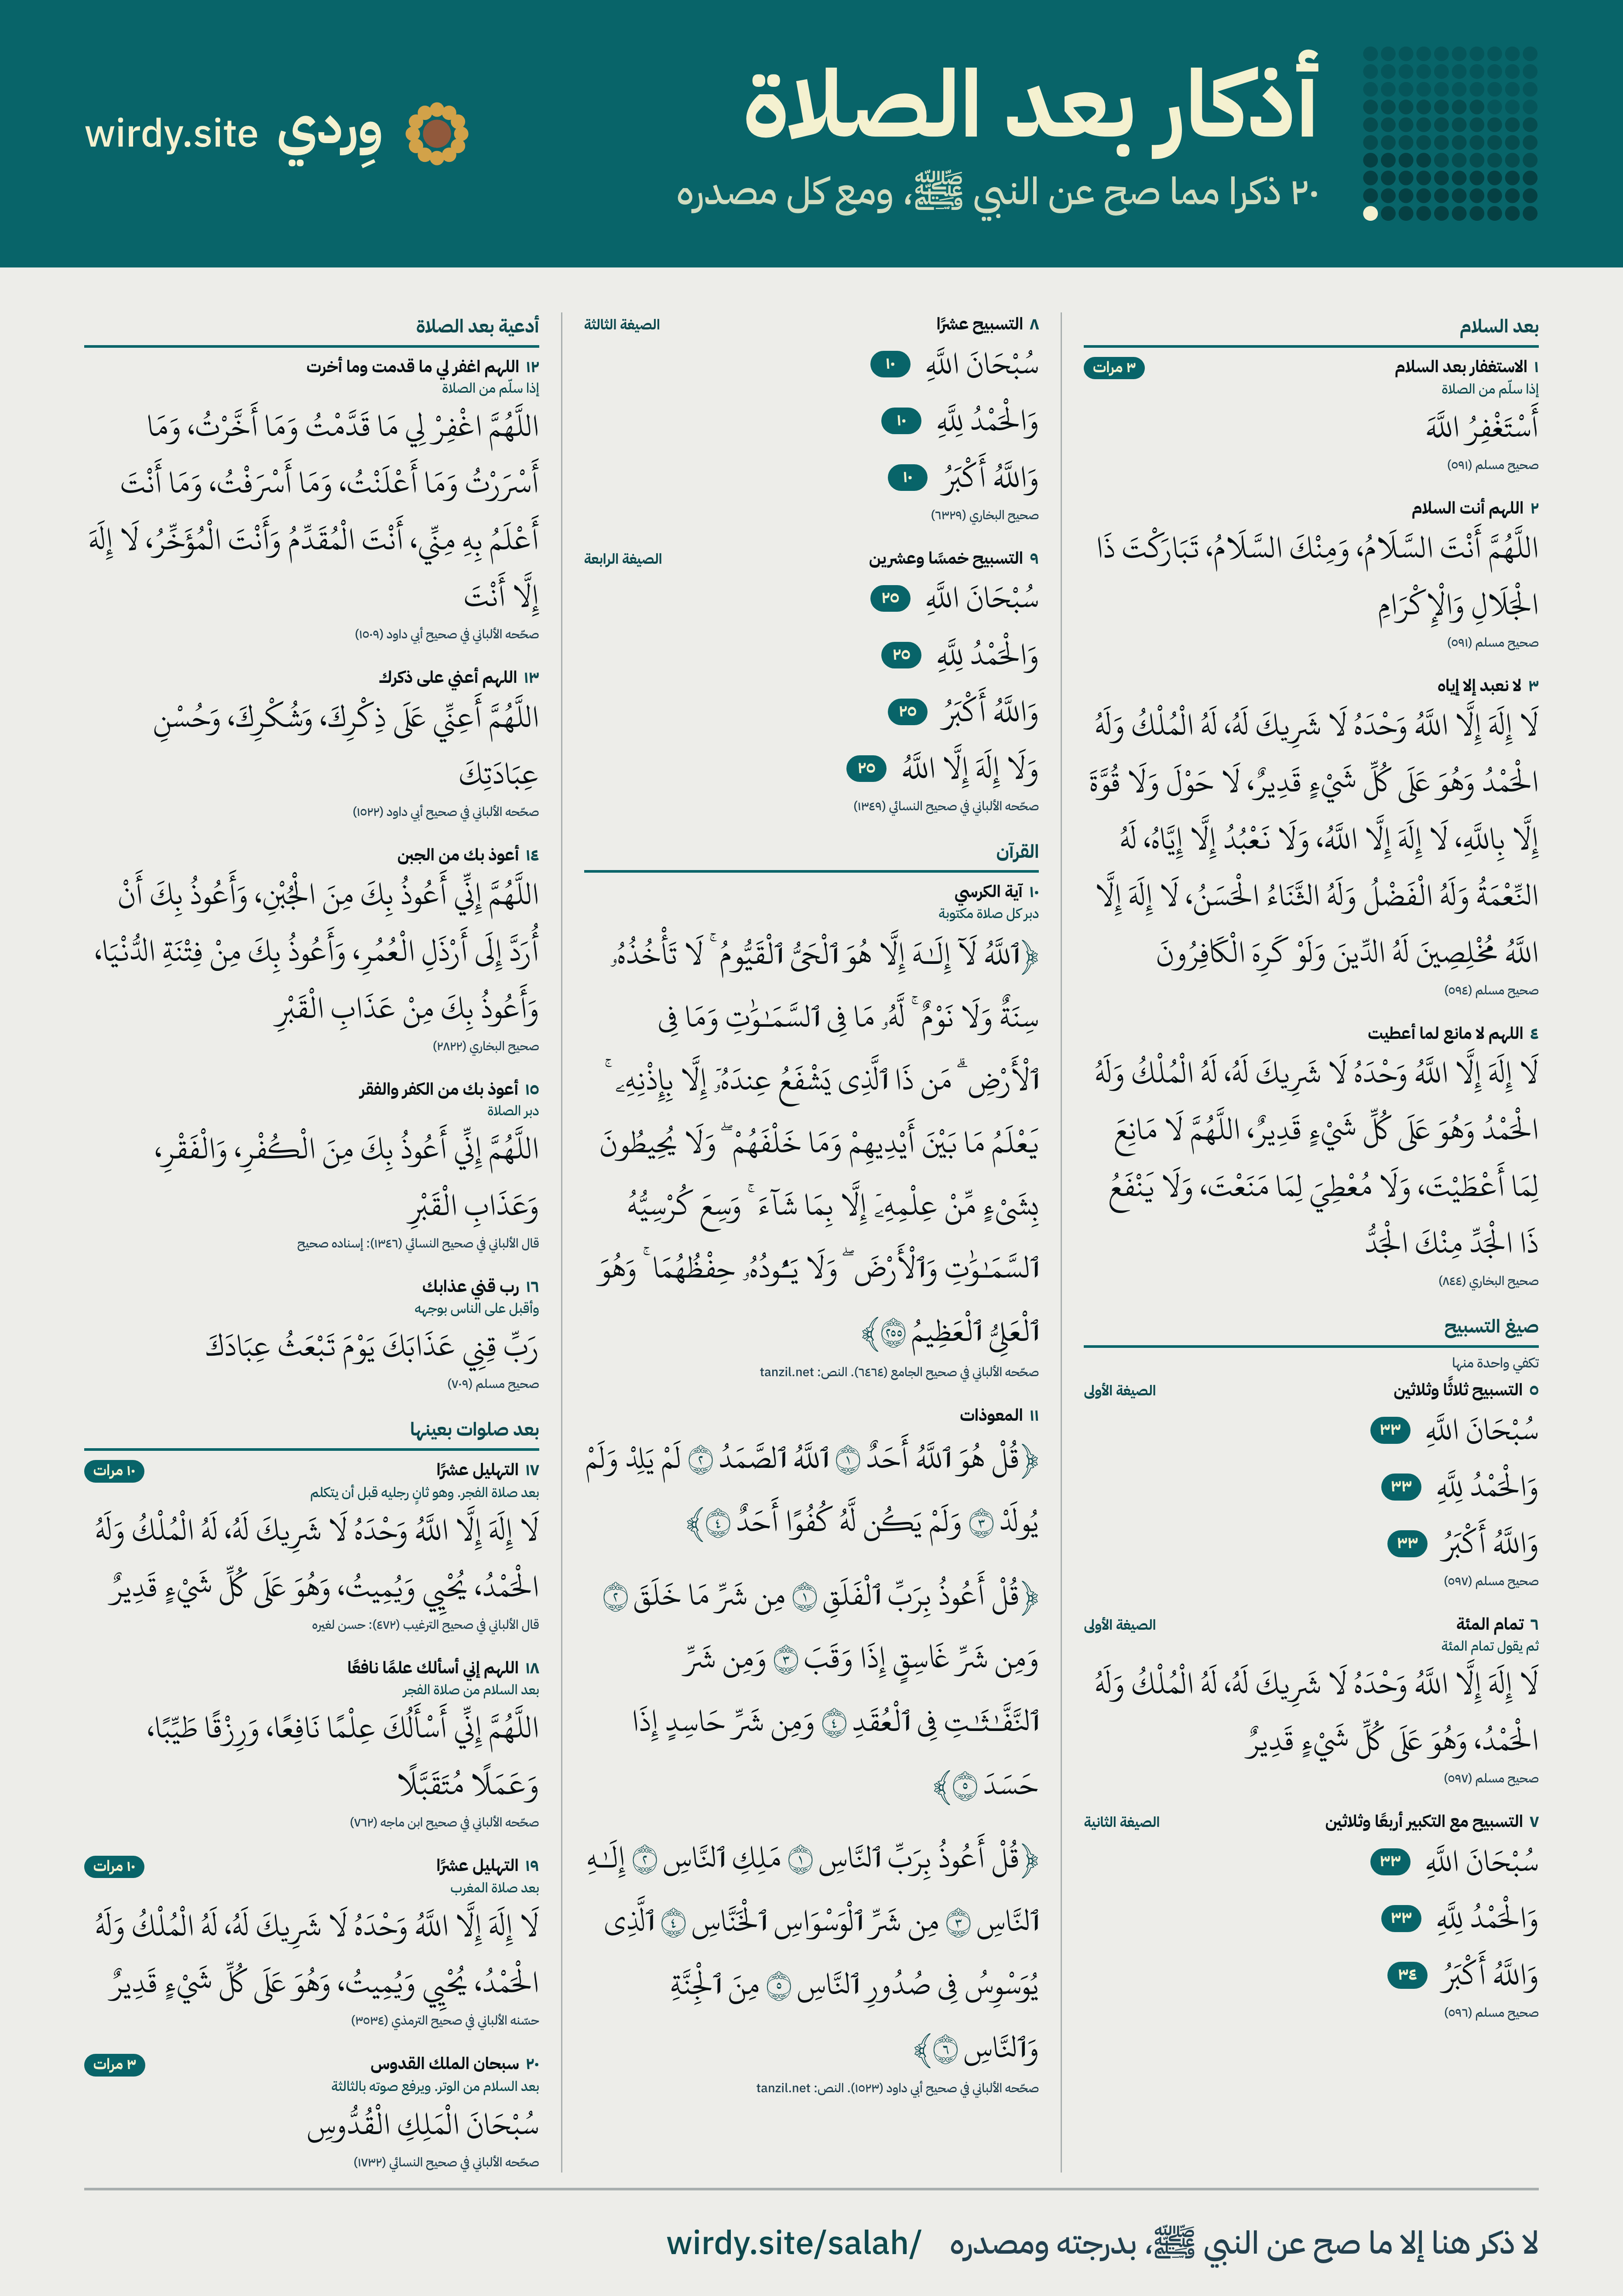 أذكار بعد الصلاة
٢٠ ذكرا مما صح عن النبي ﷺ، ومع كل مصدره
وِردي wirdy.site
بعد السلام
١ الاستغفار بعد السلام ٣ مرات
إذا سلّم من الصلاة
أَسْتَغْفِرُ اللَّهَ
صحيح مسلم (٥٩١)
٢ اللهم أنت السلام
اللَّهُمَّ أَنْتَ السَّلَامُ، وَمِنْكَ السَّلَامُ، تَبَارَكْتَ ذَا
الْجَلَالِ وَالْإِكْرَامِ
صحيح مسلم (٥٩١)
٣ لا نعبد إلا إياه
لَا إِلَهَ إِلَّا اللَّهُ وَحْدَهُ لَا شَرِيكَ لَهُ، لَهُ الْمُلْكُ وَلَهُ
الْحَمْدُ وَهُوَ عَلَى كُلِّ شَيْءٍ قَدِيرٌ، لَا حَوْلَ وَلَا قُوَّةَ
إِلَّا بِاللَّهِ، لَا إِلَهَ إِلَّا اللَّهُ، وَلَا نَعْبُدُ إِلَّا إِيَّاهُ، لَهُ
النِّعْمَةُ وَلَهُ الْفَضْلُ وَلَهُ الثَّنَاءُ الْحَسَنُ، لَا إِلَهَ إِلَّا
اللَّهُ مُخْلِصِينَ لَهُ الدِّينَ وَلَوْ كَرِهَ الْكَافِرُونَ
صحيح مسلم (٥٩٤)
٤ اللهم لا مانع لما أعطيت
لَا إِلَهَ إِلَّا اللَّهُ وَحْدَهُ لَا شَرِيكَ لَهُ، لَهُ الْمُلْكُ وَلَهُ
الْحَمْدُ وَهُوَ عَلَى كُلِّ شَيْءٍ قَدِيرٌ، اللَّهُمَّ لَا مَانِعَ
لِمَا أَعْطَيْتَ، وَلَا مُعْطِيَ لِمَا مَنَعْتَ، وَلَا يَنْفَعُ
ذَا الْجَدِّ مِنْكَ الْجَدُّ
صحيح البخاري (٨٤٤)
صيغ التسبيح
تكفي واحدة منها
٥ التسبيح ثلاثًا وثلاثين الصيغة الأولى
سُبْحَانَ اللَّهِ ٣٣
وَالْحَمْدُ لِلَّهِ ٣٣
وَاللَّهُ أَكْبَرُ ٣٣
صحيح مسلم (٥٩٧)
٦ تمام المئة الصيغة الأولى
ثم يقول تمام المئة
لَا إِلَهَ إِلَّا اللَّهُ وَحْدَهُ لَا شَرِيكَ لَهُ، لَهُ الْمُلْكُ وَلَهُ
الْحَمْدُ، وَهُوَ عَلَى كُلِّ شَيْءٍ قَدِيرٌ
صحيح مسلم (٥٩٧)
٧ التسبيح مع التكبير أربعًا وثلاثين الصيغة الثانية
سُبْحَانَ اللَّهِ ٣٣
وَالْحَمْدُ لِلَّهِ ٣٣
وَاللَّهُ أَكْبَرُ ٣٤
صحيح مسلم (٥٩٦)
٨ التسبيح عشرًا الصيغة الثالثة
سُبْحَانَ اللَّهِ ١٠
وَالْحَمْدُ لِلَّهِ ١٠
وَاللَّهُ أَكْبَرُ ١٠
صحيح البخاري (٦٣٢٩)
٩ التسبيح خمسًا وعشرين الصيغة الرابعة
سُبْحَانَ اللَّهِ ٢٥
وَالْحَمْدُ لِلَّهِ ٢٥
وَاللَّهُ أَكْبَرُ ٢٥
وَلَا إِلَهَ إِلَّا اللَّهُ ٢٥
صحّحه الألباني في صحيح النسائي (١٣٤٩)
القرآن
١٠ آية الكرسي
دبر كل صلاة مكتوبة
﴿ٱللَّهُ لَآ إِلَـٰهَ إِلَّا هُوَ ٱلْحَىُّ ٱلْقَيُّومُ ۚ لَا تَأْخُذُهُۥ
سِنَةٌ وَلَا نَوْمٌ ۚ لَّهُۥ مَا فِى ٱلسَّمَـٰوَٰتِ وَمَا فِى
ٱلْأَرْضِ ۗ مَن ذَا ٱلَّذِى يَشْفَعُ عِندَهُۥٓ إِلَّا بِإِذْنِهِۦ ۚ
يَعْلَمُ مَا بَيْنَ أَيْدِيهِمْ وَمَا خَلْفَهُمْ ۖ وَلَا يُحِيطُونَ
بِشَىْءٍ مِّنْ عِلْمِهِۦٓ إِلَّا بِمَا شَآءَ ۚ وَسِعَ كُرْسِيُّهُ
ٱلسَّمَـٰوَٰتِ وَٱلْأَرْضَ ۖ وَلَا يَـُٔودُهُۥ حِفْظُهُمَا ۚ وَهُوَ
ٱلْعَلِىُّ ٱلْعَظِيمُ ۝٢٥٥﴾
صحّحه الألباني في صحيح الجامع (٦٤٦٤). النص: tanzil.net
١١ المعوذات
﴿قُلْ هُوَ ٱللَّهُ أَحَدٌ ۝١ ٱللَّهُ ٱلصَّمَدُ ۝٢ لَمْ يَلِدْ وَلَمْ
يُولَدْ ۝٣ وَلَمْ يَكُن لَّهُ كُفُوًا أَحَدٌ ۝٤﴾
﴿قُلْ أَعُوذُ بِرَبِّ ٱلْفَلَقِ ۝١ مِن شَرِّ مَا خَلَقَ ۝٢
وَمِن شَرِّ غَاسِقٍ إِذَا وَقَبَ ۝٣ وَمِن شَرِّ
ٱلنَّفَّـٰثَـٰتِ فِى ٱلْعُقَدِ ۝٤ وَمِن شَرِّ حَاسِدٍ إِذَا
حَسَدَ ۝٥﴾
﴿قُلْ أَعُوذُ بِرَبِّ ٱلنَّاسِ ۝١ مَلِكِ ٱلنَّاسِ ۝٢ إِلَـٰهِ
ٱلنَّاسِ ۝٣ مِن شَرِّ ٱلْوَسْوَاسِ ٱلْخَنَّاسِ ۝٤ ٱلَّذِى
يُوَسْوِسُ فِى صُدُورِ ٱلنَّاسِ ۝٥ مِنَ ٱلْجِنَّةِ
وَٱلنَّاسِ ۝٦﴾
صحّحه الألباني في صحيح أبي داود (١٥٢٣). النص: tanzil.net
أدعية بعد الصلاة
١٢ اللهم اغفر لي ما قدمت وما أخرت
إذا سلّم من الصلاة
اللَّهُمَّ اغْفِرْ لِي مَا قَدَّمْتُ وَمَا أَخَّرْتُ، وَمَا
أَسْرَرْتُ وَمَا أَعْلَنْتُ، وَمَا أَسْرَفْتُ، وَمَا أَنْتَ
أَعْلَمُ بِهِ مِنِّي، أَنْتَ الْمُقَدِّمُ وَأَنْتَ الْمُؤَخِّرُ، لَا إِلَهَ
إِلَّا أَنْتَ
صحّحه الألباني في صحيح أبي داود (١٥٠٩)
١٣ اللهم أعني على ذكرك
اللَّهُمَّ أَعِنِّي عَلَى ذِكْرِكَ، وَشُكْرِكَ، وَحُسْنِ
عِبَادَتِكَ
صحّحه الألباني في صحيح أبي داود (١٥٢٢)
١٤ أعوذ بك من الجبن
اللَّهُمَّ إِنِّي أَعُوذُ بِكَ مِنَ الْجُبْنِ، وَأَعُوذُ بِكَ أَنْ
أُرَدَّ إِلَى أَرْذَلِ الْعُمُرِ، وَأَعُوذُ بِكَ مِنْ فِتْنَةِ الدُّنْيَا،
وَأَعُوذُ بِكَ مِنْ عَذَابِ الْقَبْرِ
صحيح البخاري (٢٨٢٢)
١٥ أعوذ بك من الكفر والفقر
دبر الصلاة
اللَّهُمَّ إِنِّي أَعُوذُ بِكَ مِنَ الْكُفْرِ، وَالْفَقْرِ،
وَعَذَابِ الْقَبْرِ
قال الألباني في صحيح النسائي (١٣٤٦): إسناده صحيح
١٦ رب قني عذابك
وأقبل على الناس بوجهه
رَبِّ قِنِي عَذَابَكَ يَوْمَ تَبْعَثُ عِبَادَكَ
صحيح مسلم (٧٠٩)
بعد صلوات بعينها
١٧ التهليل عشرًا ١٠ مرات
بعد صلاة الفجر. وهو ثانٍ رجليه قبل أن يتكلم
لَا إِلَهَ إِلَّا اللَّهُ وَحْدَهُ لَا شَرِيكَ لَهُ، لَهُ الْمُلْكُ وَلَهُ
الْحَمْدُ، يُحْيِي وَيُمِيتُ، وَهُوَ عَلَى كُلِّ شَيْءٍ قَدِيرٌ
قال الألباني في صحيح الترغيب (٤٧٢): حسن لغيره
١٨ اللهم إني أسألك علمًا نافعًا
بعد السلام من صلاة الفجر
اللَّهُمَّ إِنِّي أَسْأَلُكَ عِلْمًا نَافِعًا، وَرِزْقًا طَيِّبًا،
وَعَمَلًا مُتَقَبَّلًا
صحّحه الألباني في صحيح ابن ماجه (٧٦٢)
١٩ التهليل عشرًا ١٠ مرات
بعد صلاة المغرب
لَا إِلَهَ إِلَّا اللَّهُ وَحْدَهُ لَا شَرِيكَ لَهُ، لَهُ الْمُلْكُ وَلَهُ
الْحَمْدُ، يُحْيِي وَيُمِيتُ، وَهُوَ عَلَى كُلِّ شَيْءٍ قَدِيرٌ
حسّنه الألباني في صحيح الترمذي (٣٥٣٤)
٢٠ سبحان الملك القدوس ٣ مرات
بعد السلام من الوتر. ويرفع صوته بالثالثة
سُبْحَانَ الْمَلِكِ الْقُدُّوسِ
صحّحه الألباني في صحيح النسائي (١٧٣٢)
لا ذكر هنا إلا ما صح عن النبي ﷺ، بدرجته ومصدره wirdy.site/salah/